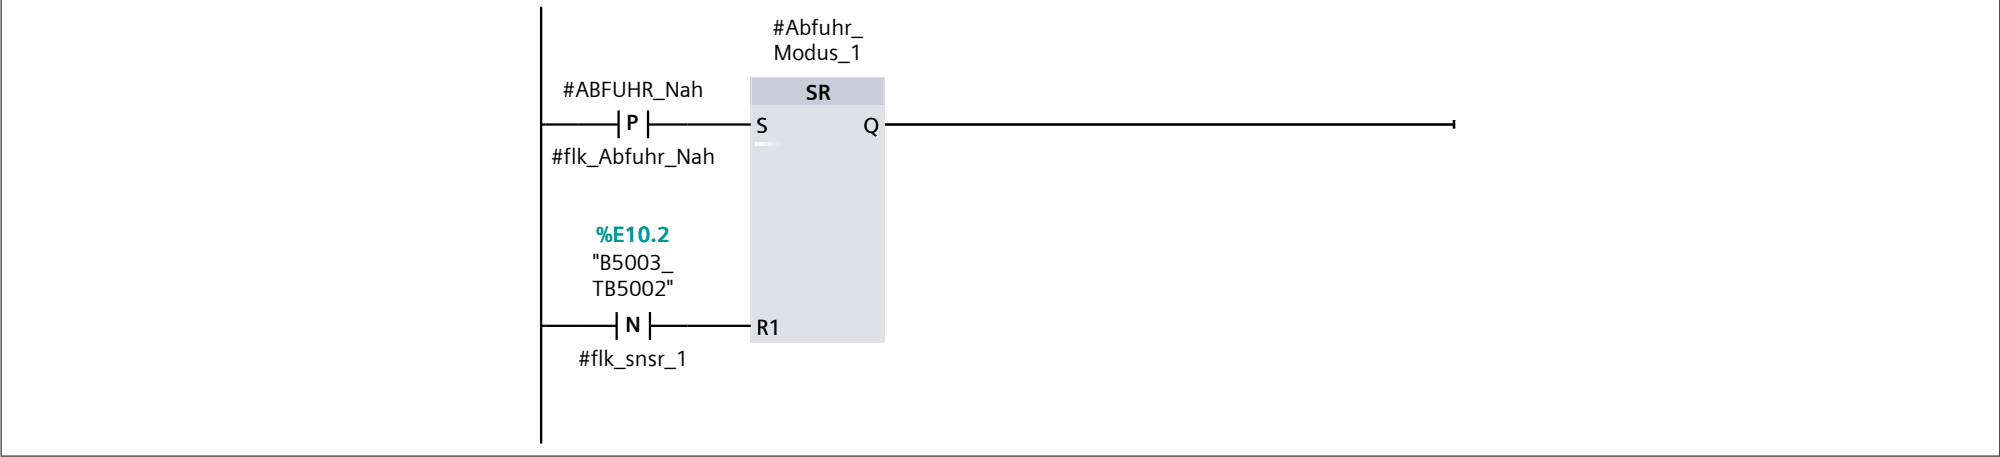 #Abfuhr_
Modus_1
#ABFUHR_Nah
SR
P
S
Q
#flk_Abfuhr_Nah
%E10.2
"B5003_
TB5002"
N
R1
#flk_snsr_1